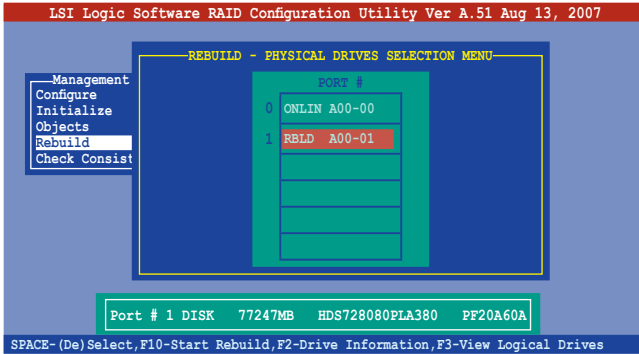 LSI Logic Software RAID Configuration Utility Ver A.51 Aug 13, 2007
REBUILD - PHYSICAL DRIVES SELECTION MENU
Management
Configure
Initialize
Objects
Rebuild
Check Consist
PORT #
0 ONLIN A00-00
1 RBLD A00-01
Port # 1 DISK 77247MB HDS728080PLA380 PF20A60A
SPACE-(De)Select,F10-Start Rebuild,F2-Drive Information,F3-View Logical Drives